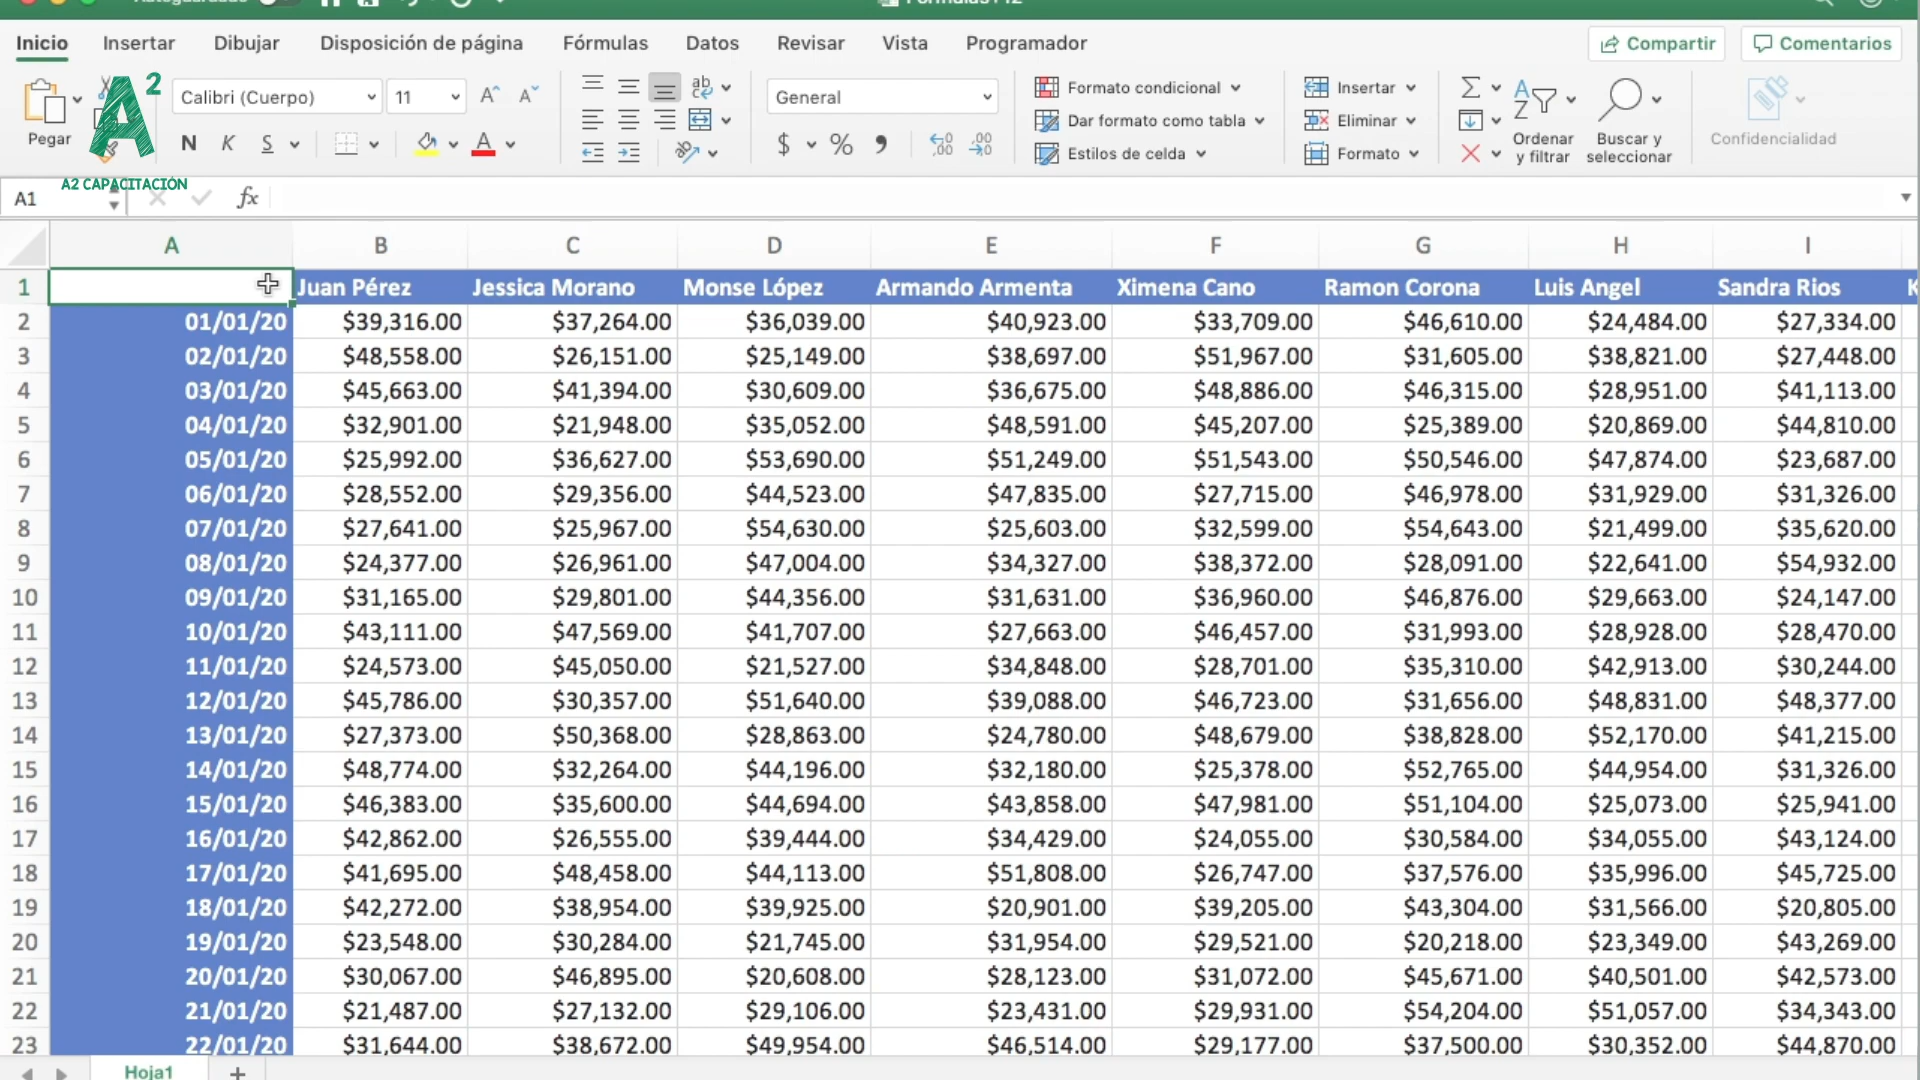 Inicio Insertar Dibujar Disposición de página Fórmulas Datos Revisar Vista Programador Compartir Comentarios
Pegar
A²
A2 CAPACITACIÓN
Calibri (Cuerpo) 11
N K S
General
$ %
Formato condicional
Dar formato como tabla
Estilos de celda
Insertar
Eliminar
Formato
Ordenar y filtrar
Buscar y seleccionar
Confidencialidad
A1 fx
A B C D E F G H I
1 Juan Pérez Jessica Morano Monse López Armando Armenta Ximena Cano Ramon Corona Luis Angel Sandra Rios
2 01/01/20 $39,316.00 $37,264.00 $36,039.00 $40,923.00 $33,709.00 $46,610.00 $24,484.00 $27,334.00
3 02/01/20 $48,558.00 $26,151.00 $25,149.00 $38,697.00 $51,967.00 $31,605.00 $38,821.00 $27,448.00
4 03/01/20 $45,663.00 $41,394.00 $30,609.00 $36,675.00 $48,886.00 $46,315.00 $28,951.00 $41,113.00
5 04/01/20 $32,901.00 $21,948.00 $35,052.00 $48,591.00 $45,207.00 $25,389.00 $20,869.00 $44,810.00
6 05/01/20 $25,992.00 $36,627.00 $53,690.00 $51,249.00 $51,543.00 $50,546.00 $47,874.00 $23,687.00
7 06/01/20 $28,552.00 $29,356.00 $44,523.00 $47,835.00 $27,715.00 $46,978.00 $31,929.00 $31,326.00
8 07/01/20 $27,641.00 $25,967.00 $54,630.00 $25,603.00 $32,599.00 $54,643.00 $21,499.00 $35,620.00
9 08/01/20 $24,377.00 $26,961.00 $47,004.00 $34,327.00 $38,372.00 $28,091.00 $22,641.00 $54,932.00
10 09/01/20 $31,165.00 $29,801.00 $44,356.00 $31,631.00 $36,960.00 $46,876.00 $29,663.00 $24,147.00
11 10/01/20 $43,111.00 $47,569.00 $41,707.00 $27,663.00 $46,457.00 $31,993.00 $28,928.00 $28,470.00
12 11/01/20 $24,573.00 $45,050.00 $21,527.00 $34,848.00 $28,701.00 $35,310.00 $42,913.00 $30,244.00
13 12/01/20 $45,786.00 $30,357.00 $51,640.00 $39,088.00 $46,723.00 $31,656.00 $48,831.00 $48,377.00
14 13/01/20 $27,373.00 $50,368.00 $28,863.00 $24,780.00 $48,679.00 $38,828.00 $52,170.00 $41,215.00
15 14/01/20 $48,774.00 $32,264.00 $44,196.00 $32,180.00 $25,378.00 $52,765.00 $44,954.00 $31,326.00
16 15/01/20 $46,383.00 $35,600.00 $44,694.00 $43,858.00 $47,981.00 $51,104.00 $25,073.00 $25,941.00
17 16/01/20 $42,862.00 $26,555.00 $39,444.00 $34,429.00 $24,055.00 $30,584.00 $34,055.00 $43,124.00
18 17/01/20 $41,695.00 $48,458.00 $44,113.00 $51,808.00 $26,747.00 $37,576.00 $35,996.00 $45,725.00
19 18/01/20 $42,272.00 $38,954.00 $39,925.00 $20,901.00 $39,205.00 $43,304.00 $31,566.00 $20,805.00
20 19/01/20 $23,548.00 $30,284.00 $21,745.00 $31,954.00 $29,521.00 $20,218.00 $23,349.00 $43,269.00
21 20/01/20 $30,067.00 $46,895.00 $20,608.00 $28,123.00 $31,072.00 $45,671.00 $40,501.00 $42,573.00
22 21/01/20 $21,487.00 $27,132.00 $29,106.00 $23,431.00 $29,931.00 $54,204.00 $51,057.00 $34,343.00
23 22/01/20 $31,644.00 $38,672.00 $49,954.00 $46,514.00 $29,177.00 $37,500.00 $30,352.00 $44,870.00
Hoja1